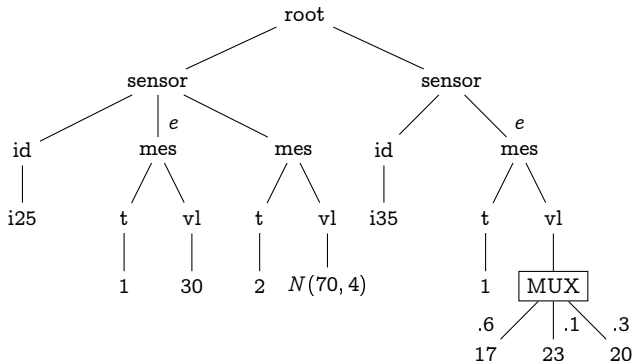 root
sensor sensor
e e
id mes mes id mes
i25 t vl t vl i35 t vl
1 30 2 N(70, 4) 1 MUX
.6 .1 .3
17 23 20